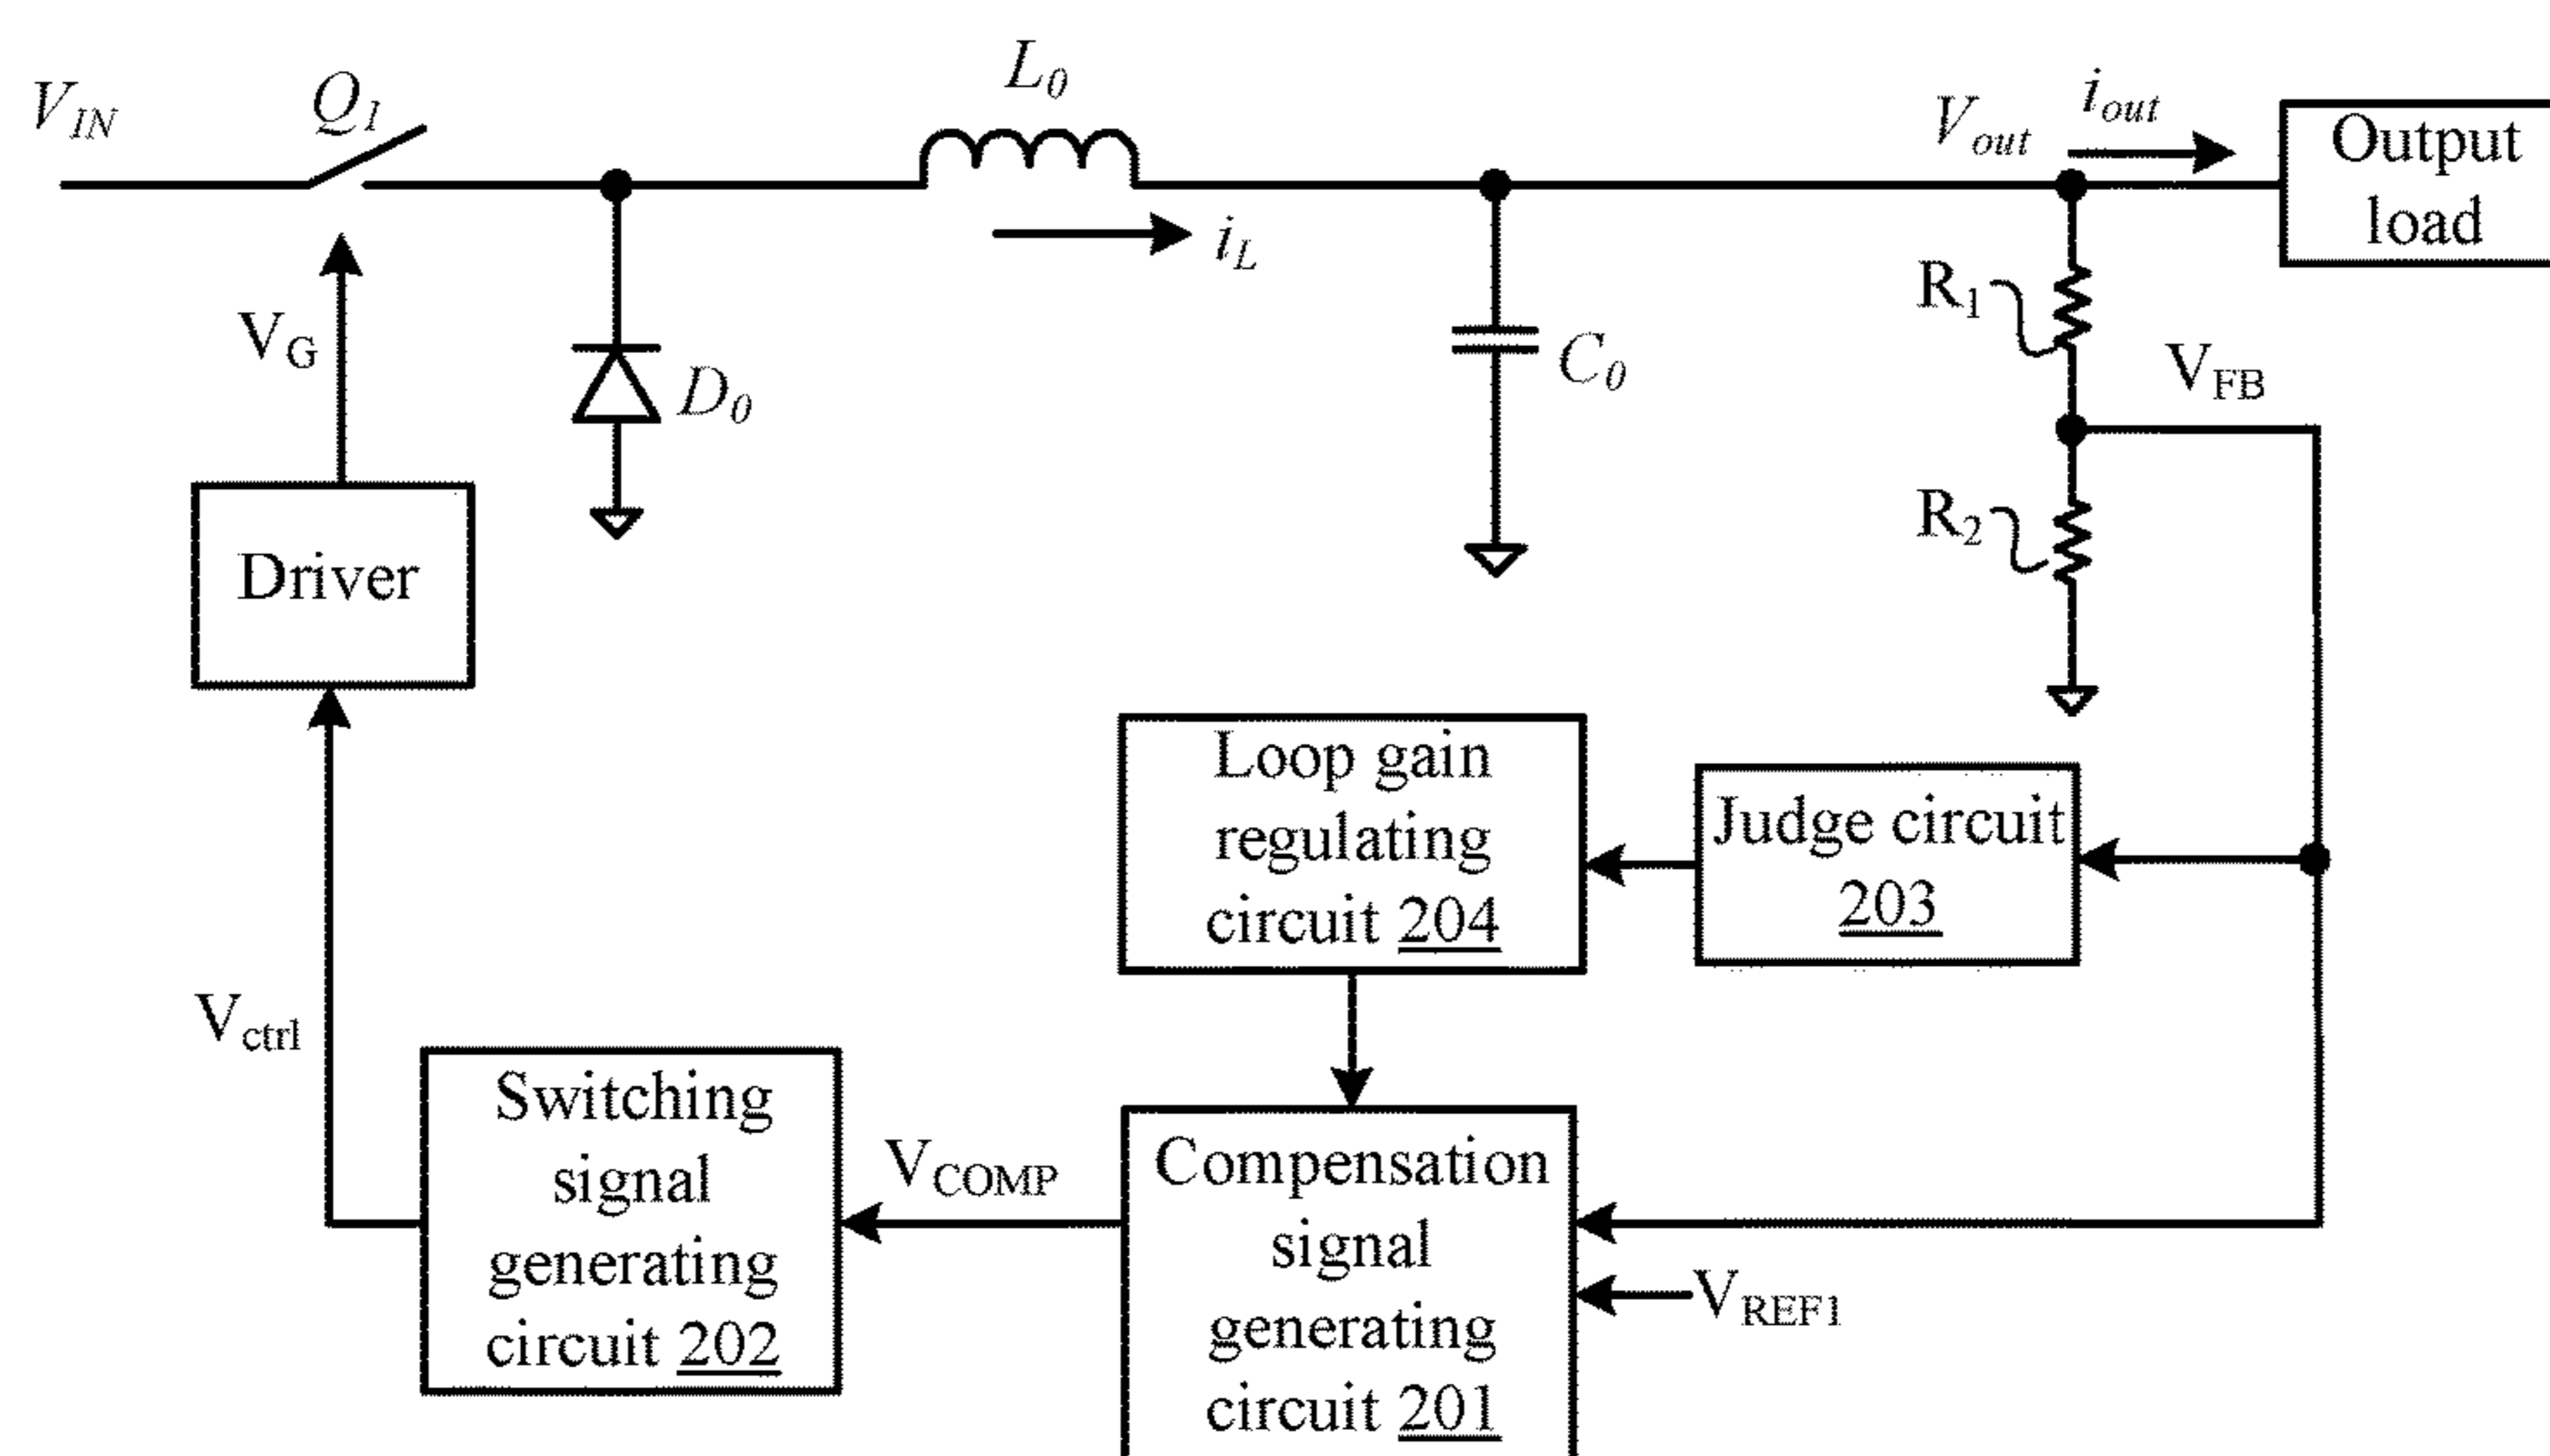 V_IN
Q_1
L_0
V_out
i_out
Output
load
i_L
R_1
V_G
V_FB
C_0
D_0
R_2
Driver
Loop gain
regulating
circuit 204
Judge circuit
203
V_ctrl
Switching
signal
generating
circuit 202
V_COMP
Compensation
signal
generating
circuit 201
V_REF1